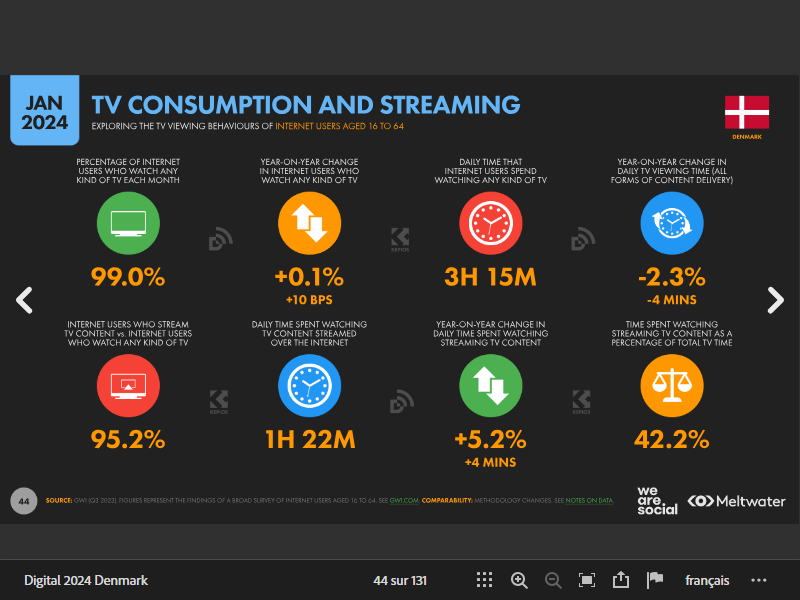 JAN
2024
TV CONSUMPTION AND STREAMING
EXPLORING THE TV VIEWING BEHAVIOURS OF INTERNET USERS AGED 16 TO 64
DENMARK
PERCENTAGE OF INTERNET
USERS WHO WATCH ANY
KIND OF TV EACH MONTH
99.0%
YEAR-ON-YEAR CHANGE
IN INTERNET USERS WHO
WATCH ANY KIND OF TV
+0.1%
+10 BPS
DAILY TIME THAT
INTERNET USERS SPEND
WATCHING ANY KIND OF TV
3H 15M
YEAR-ON-YEAR CHANGE IN
DAILY TV VIEWING TIME (ALL
FORMS OF CONTENT DELIVERY)
-2.3%
-4 MINS
KEPIOS
INTERNET USERS WHO STREAM
TV CONTENT vs. INTERNET USERS
WHO WATCH ANY KIND OF TV
95.2%
DAILY TIME SPENT WATCHING
TV CONTENT STREAMED
OVER THE INTERNET
1H 22M
YEAR-ON-YEAR CHANGE IN
DAILY TIME SPENT WATCHING
STREAMING TV CONTENT
+5.2%
+4 MINS
TIME SPENT WATCHING
STREAMING TV CONTENT AS A
PERCENTAGE OF TOTAL TV TIME
42.2%
KEPIOS
KEPIOS
44
SOURCE: GWI (Q3 2023). FIGURES REPRESENT THE FINDINGS OF A BROAD SURVEY OF INTERNET USERS AGED 16 TO 64. SEE GWI.COM. COMPARABILITY: METHODOLOGY CHANGES. SEE NOTES ON DATA.
we
are.
social
Meltwater
Digital 2024 Denmark
44 sur 131
français